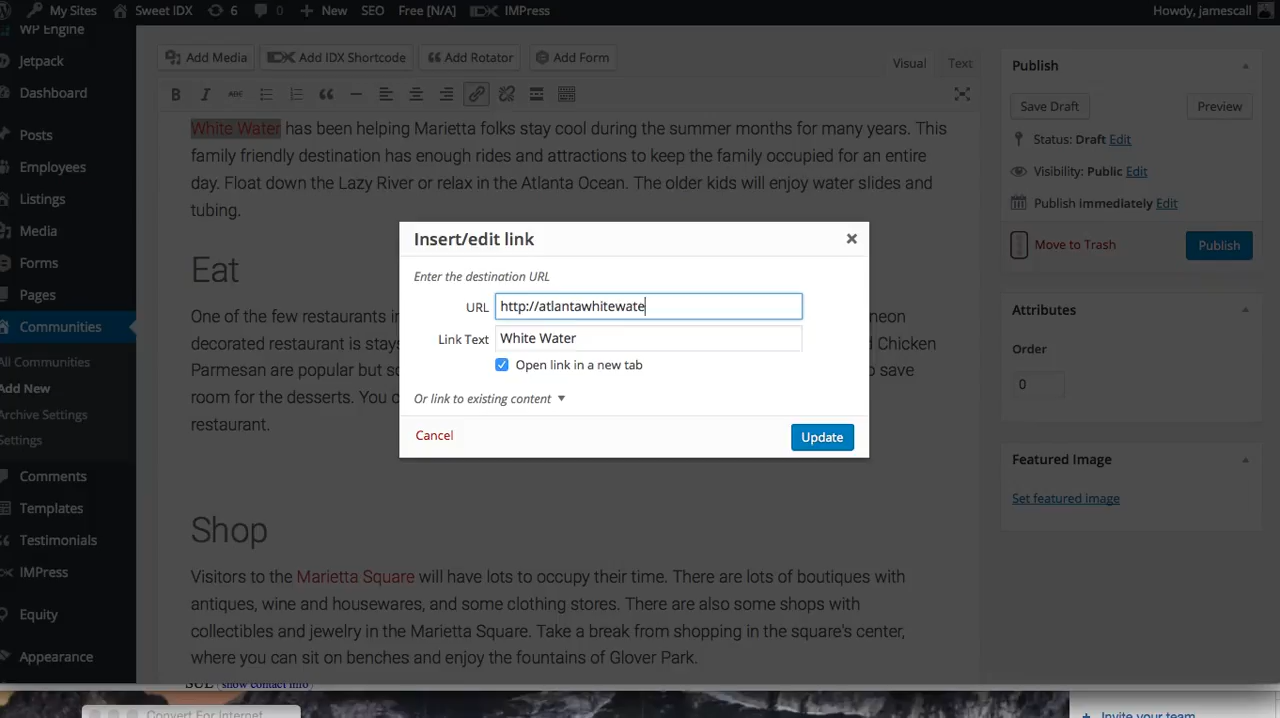 My Sites Sweet IDX 6 0 New SEO Free [N/A] IMPress Howdy, jamescall
WP Engine
Jetpack
Dashboard
Posts
Employees
Listings
Media
Forms
Pages
Communities
All Communities
Add New
Archive Settings
Settings
Comments
Templates
Testimonials
IMPress
Equity
Appearance
Add Media Add IDX Shortcode Add Rotator Add Form Visual Text
B I ABC
White Water has been helping Marietta folks stay cool during the summer months for many years. This
family friendly destination has enough rides and attractions to keep the family occupied for an entire
day. Float down the Lazy River or relax in the Atlanta Ocean. The older kids will enjoy water slides and
tubing.
Eat
One of the few restaurants i neon
decorated restaurant is stays d Chicken
Parmesan are popular but so o save
room for the desserts. You c
restaurant.
Shop
Visitors to the Marietta Square will have lots to occupy their time. There are lots of boutiques with
antiques, wine and housewares, and some clothing stores. There are also some shops with
collectibles and jewelry in the Marietta Square. Take a break from shopping in the square's center,
where you can sit on benches and enjoy the fountains of Glover Park.
Insert/edit link
Enter the destination URL
URL http://atlantawhitewate
Link Text White Water
Open link in a new tab
Or link to existing content
Cancel Update
Publish
Save Draft Preview
Status: Draft Edit
Visibility: Public Edit
Publish immediately Edit
Move to Trash Publish
Attributes
Order
0
Featured Image
Set featured image
show contact info
Convert For Internet
Invite your team